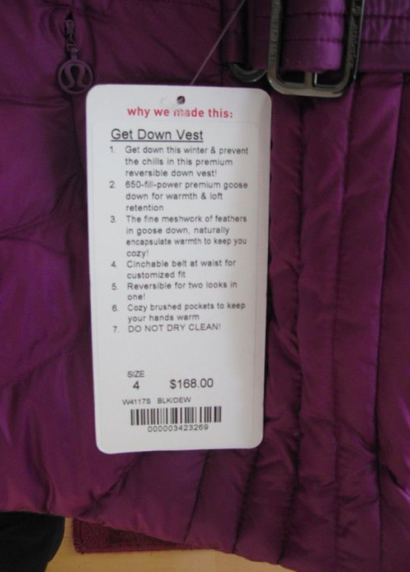 why we made this:
Get Down Vest
1. Get down this winter & prevent
the chills in this premium
reversible down vest!
2. 650-fill-power premium goose
down for warmth & loft
retention
3. The fine meshwork of feathers
in goose down, naturally
encapsulate warmth to keep you
cozy!
4. Cinchable belt at waist for
customized fit
5. Reversible for two looks in
one!
6. Cozy brushed pockets to keep
your hands warm
7. DO NOT DRY CLEAN!
SIZE
4 $168.00
W4117S BLK/DEW
000003423269